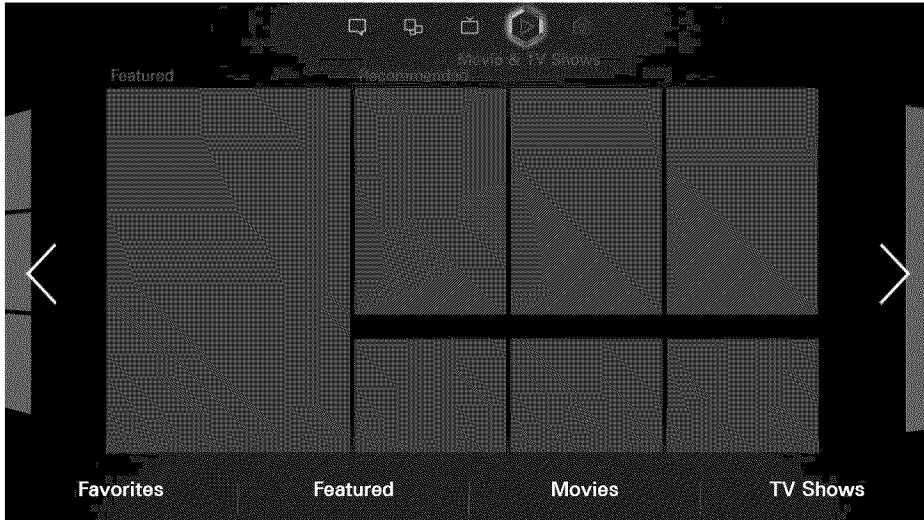 Movie & TV Shows
Featured
Recommended
Favorites
Featured
Movies
TV Shows